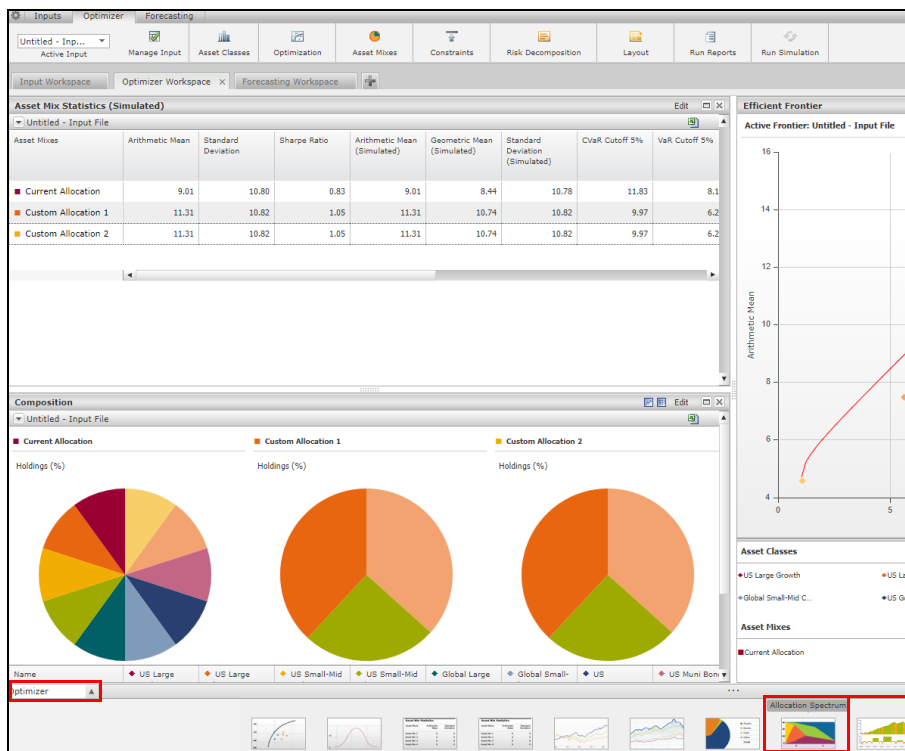 Inputs Optimizer Forecasting
Untitled - Inp...
Active Input
Manage Input Asset Classes Optimization Asset Mixes Constraints Risk Decomposition Layout Run Reports Run Simulation
Input Workspace Optimizer Workspace Forecasting Workspace
Asset Mix Statistics (Simulated) Edit
Untitled - Input File
Asset Mixes Arithmetic Mean Standard Deviation Sharpe Ratio Arithmetic Mean (Simulated) Geometric Mean (Simulated) Standard Deviation (Simulated) CVaR Cutoff 5% VaR Cutoff 5%
Current Allocation 9.01 10.80 0.83 9.01 8.44 10.78 11.83 8.1
Custom Allocation 1 11.31 10.82 1.05 11.31 10.74 10.82 9.97 6.2
Custom Allocation 2 11.31 10.82 1.05 11.31 10.74 10.82 9.97 6.2
Composition Edit
Untitled - Input File
Current Allocation Custom Allocation 1 Custom Allocation 2
Holdings (%) Holdings (%) Holdings (%)
Name US Large US Large US Small-Mid US Small-Mid Global Large Global Small- US US Muni Bon
Efficient Frontier
Active Frontier: Untitled - Input File
16
14
12
10
8
6
4
Arithmetic Mean
0 5
Asset Classes
US Large Growth US La
Global Small-Mid C... US G
Asset Mixes
Current Allocation
ptimizer
...
Allocation Spectrum
Asset Mix Statistics Asset Mix Statistics